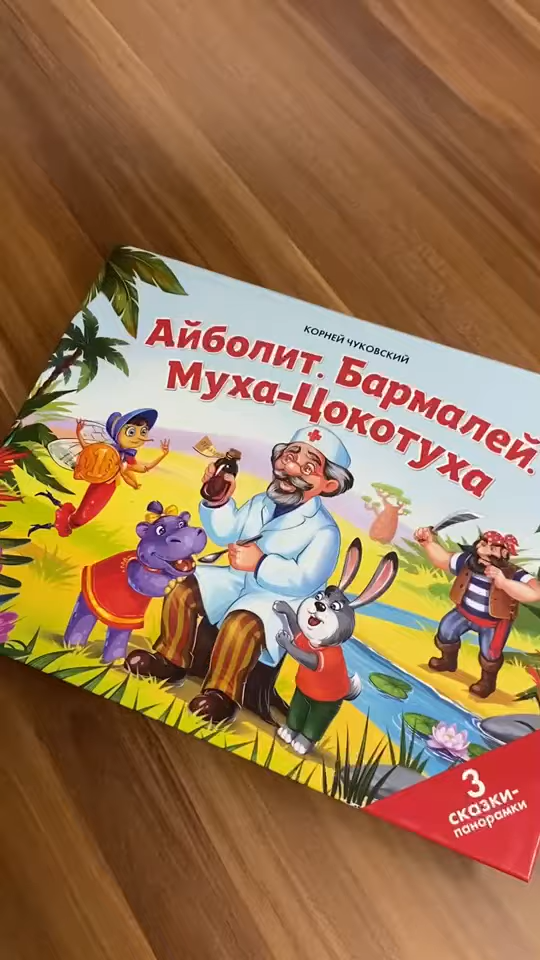 КОРНЕЙ ЧУКОВСКИЙ
Айболит. Бармалей.
Муха-Цокотуха
3
сказки-
панорамки